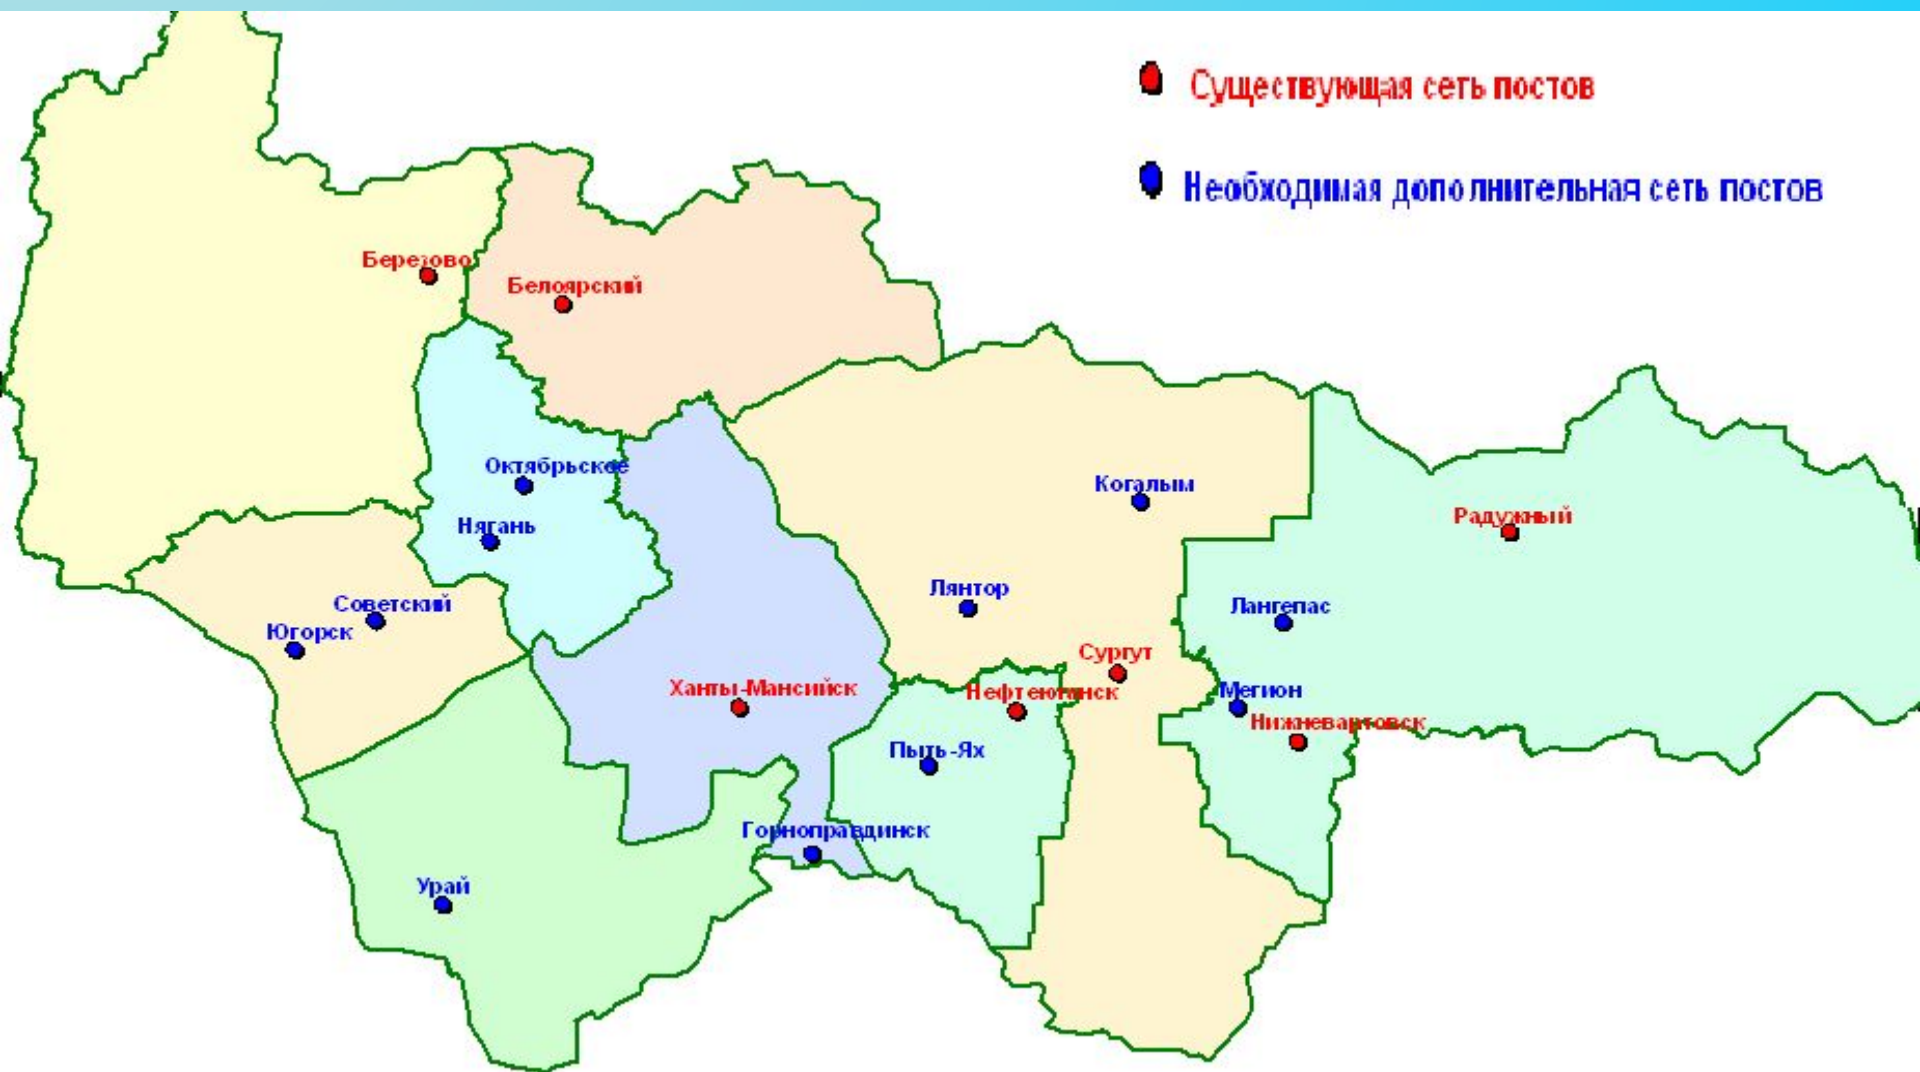 Существующая сеть постов
Необходимая дополнительная сеть постов
Березово
Белоярский
Октябрьское
Когалым
Радужный
Нягань
Лянтор
Советский
Лангепас
Югорск
Сургут
Ханты-Мансийск
Нефтеюганск
Мегион
Нижневартовск
Пыть-Ях
Горноправдинск
Урай